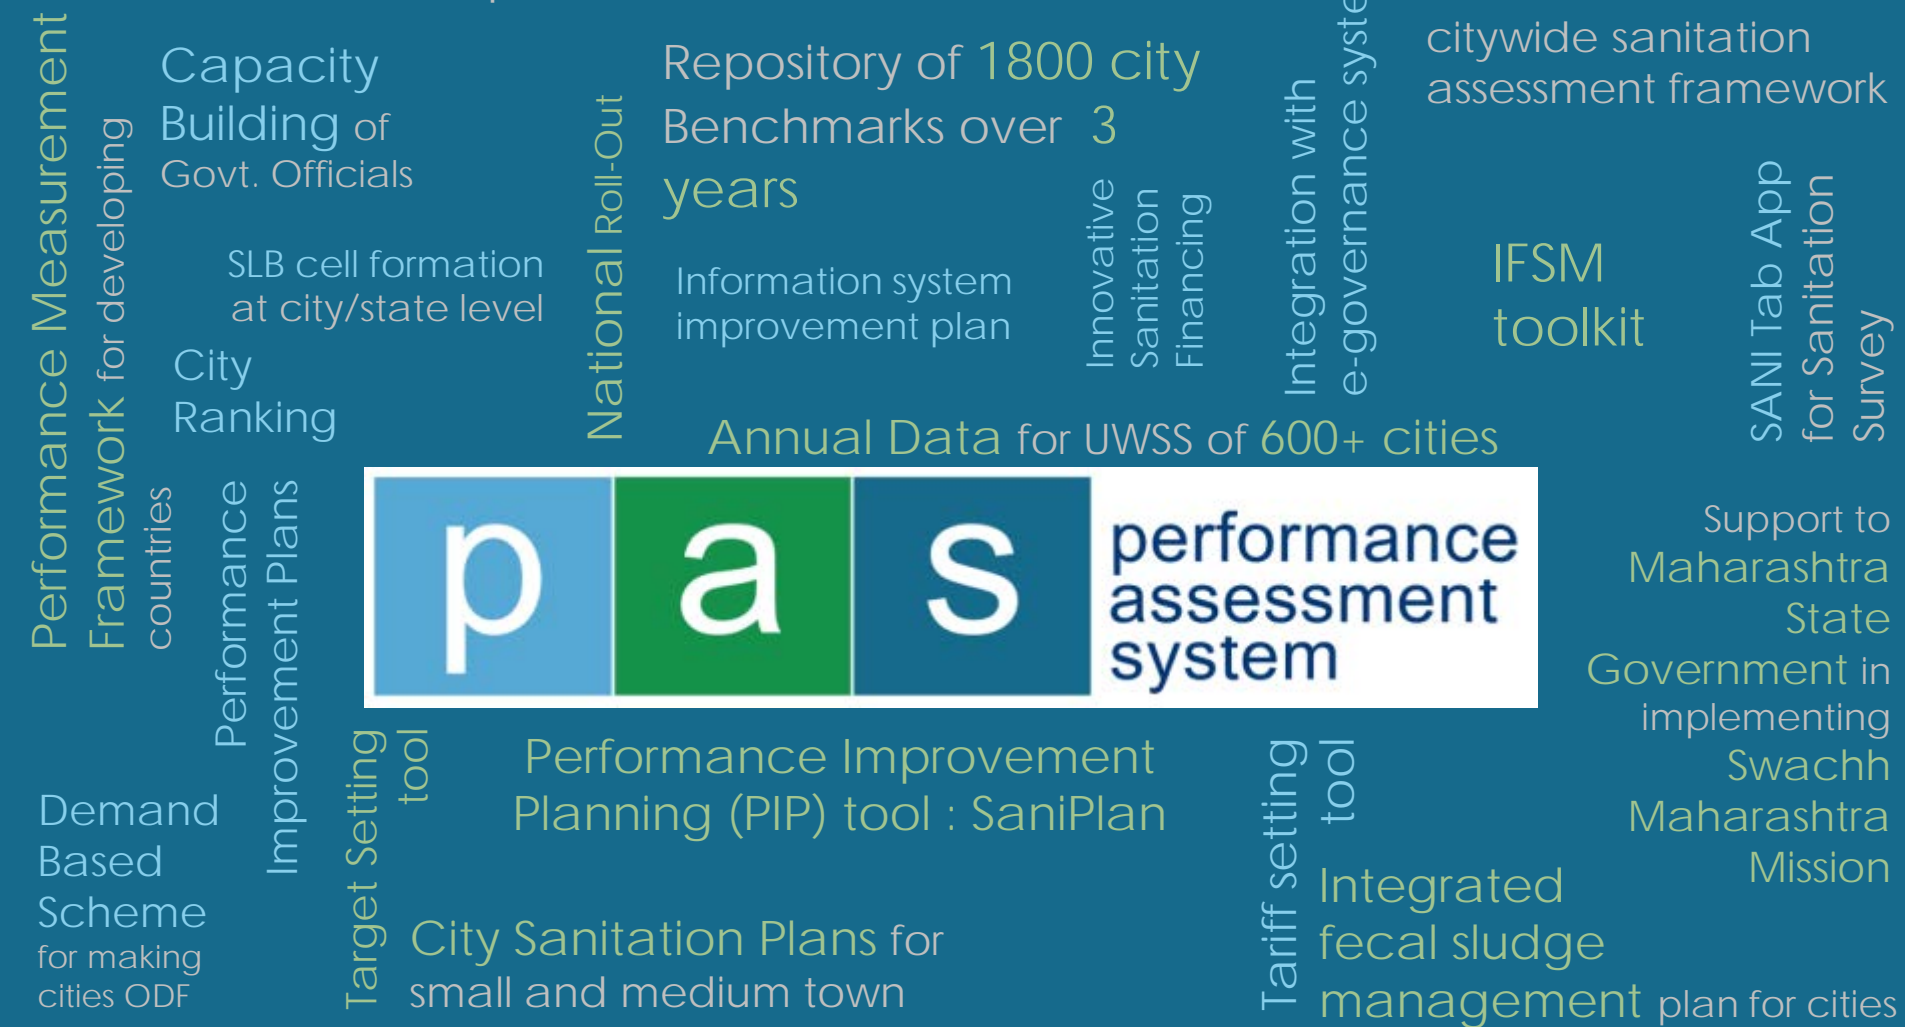 Performance Measurement
Framework for developing
countries
Capacity
Building of
Govt. Officials
SLB cell formation
at city/state level
City
Ranking
National Roll-Out
Repository of 1800 city
Benchmarks over 3
years
Information system
improvement plan
Innovative
Sanitation
Financing
Integration with
e-governance syste
citywide sanitation
assessment framework
IFSM
toolkit
SANI Tab App
for Sanitation
Survey
Annual Data for UWSS of 600+ cities
Performance
Improvement Plans
p a s
performance
assessment
system
Support to
Maharashtra
State
Government in
implementing
Swachh
Maharashtra
Mission
Demand
Based
Scheme
for making
cities ODF
Target Setting
tool
Performance Improvement
Planning (PIP) tool : SaniPlan
City Sanitation Plans for
small and medium town
Tariff setting
tool
Integrated
fecal sludge
management plan for cities